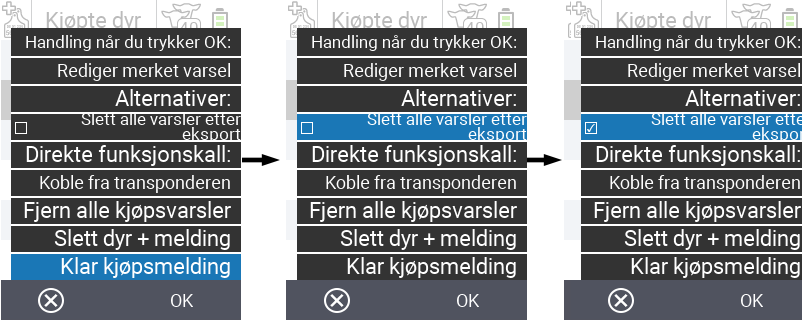 Kjøpte dyr
Handling når du trykker OK:
Rediger merket varsel
Alternativer:
Slett alle varsler etter
eksport
Direkte funksjonskall:
Koble fra transponderen
Fjern alle kjøpsvarsler
Slett dyr + melding
Klar kjøpsmelding
OK
Kjøpte dyr
Handling når du trykker OK:
Rediger merket varsel
Alternativer:
Slett alle varsler etter
eksport
Direkte funksjonskall:
Koble fra transponderen
Fjern alle kjøpsvarsler
Slett dyr + melding
Klar kjøpsmelding
OK
Kjøpte dyr
Handling når du trykker OK:
Rediger merket varsel
Alternativer:
Slett alle varsler etter
eksport
Direkte funksjonskall:
Koble fra transponderen
Fjern alle kjøpsvarsler
Slett dyr + melding
Klar kjøpsmelding
OK